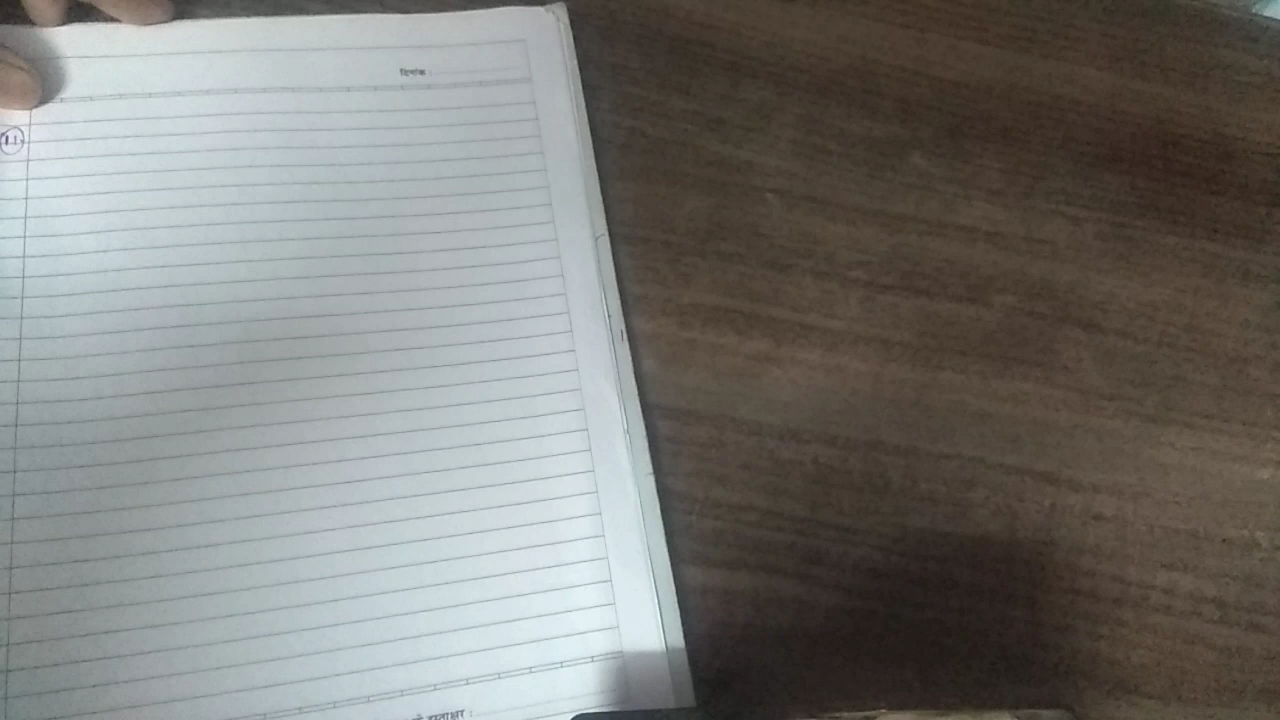 दिनांक :
11
हस्ताक्षर :